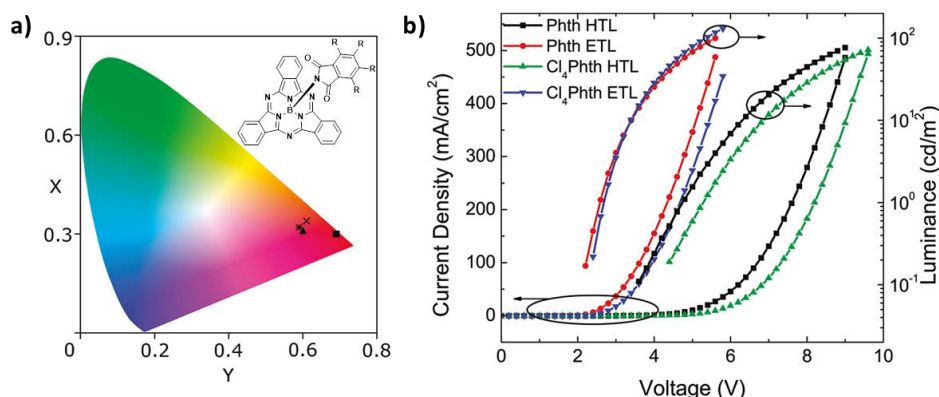 a)
0.9
0.6
X
0.3
0
0.2
0.4
0.6
0.8
Y
R
R
R
R
O
N
O
N
N
N
N
B
N
N
b)
Phth HTL
Phth ETL
Cl4Phth HTL
Cl4Phth ETL
Current Density (mA/cm²)
500
400
300
200
100
0
0
2
4
6
8
10
Voltage (V)
10²
10¹
10⁰
10⁻¹
Luminance (cd/m²)